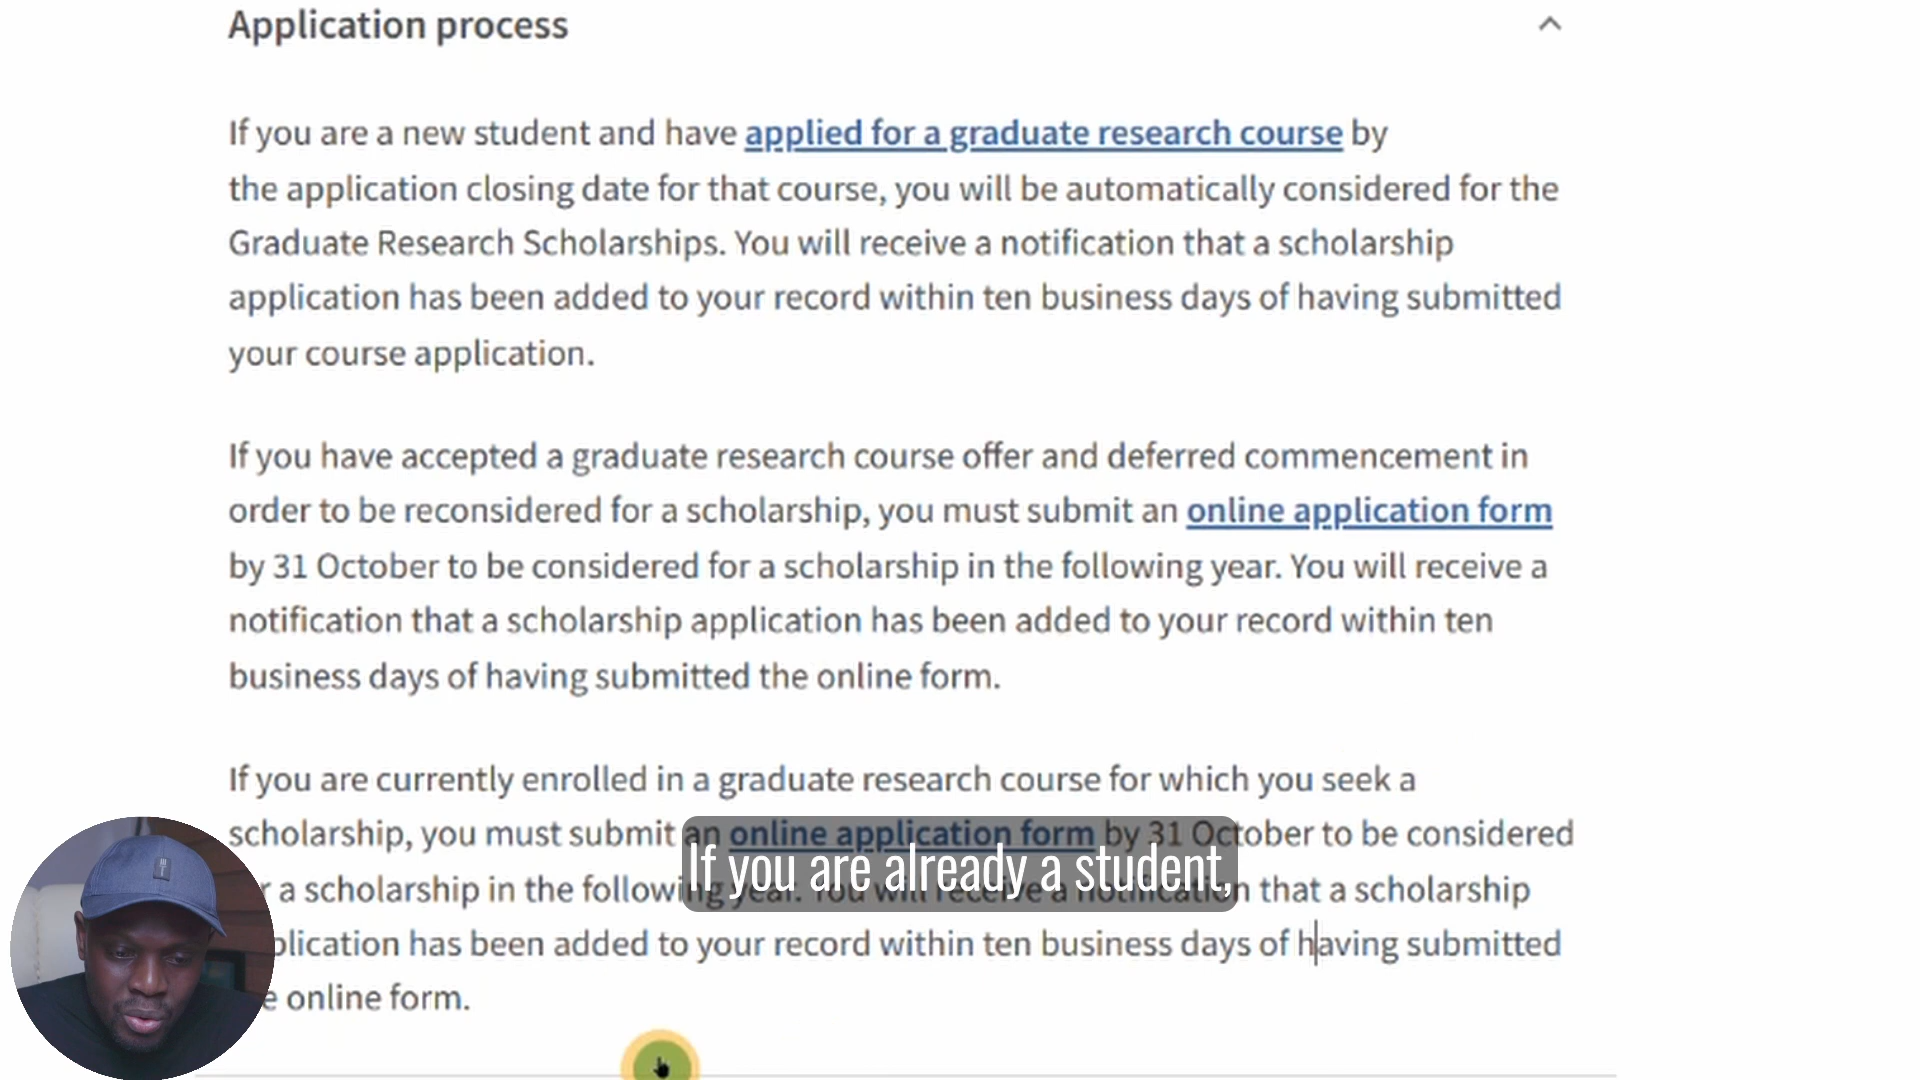 Application process
If you are a new student and have applied for a graduate research course by
the application closing date for that course, you will be automatically considered for the
Graduate Research Scholarships. You will receive a notification that a scholarship
application has been added to your record within ten business days of having submitted
your course application.
If you have accepted a graduate research course offer and deferred commencement in
order to be reconsidered for a scholarship, you must submit an online application form
by 31 October to be considered for a scholarship in the following year. You will receive a
notification that a scholarship application has been added to your record within ten
business days of having submitted the online form.
If you are currently enrolled in a graduate research course for which you seek a
scholarship, you must submit an online application form by 31 October to be considered
a scholarship in the following year. You will receive a notification that a scholarship
If you are already a student,
plication has been added to your record within ten business days of having submitted
e online form.